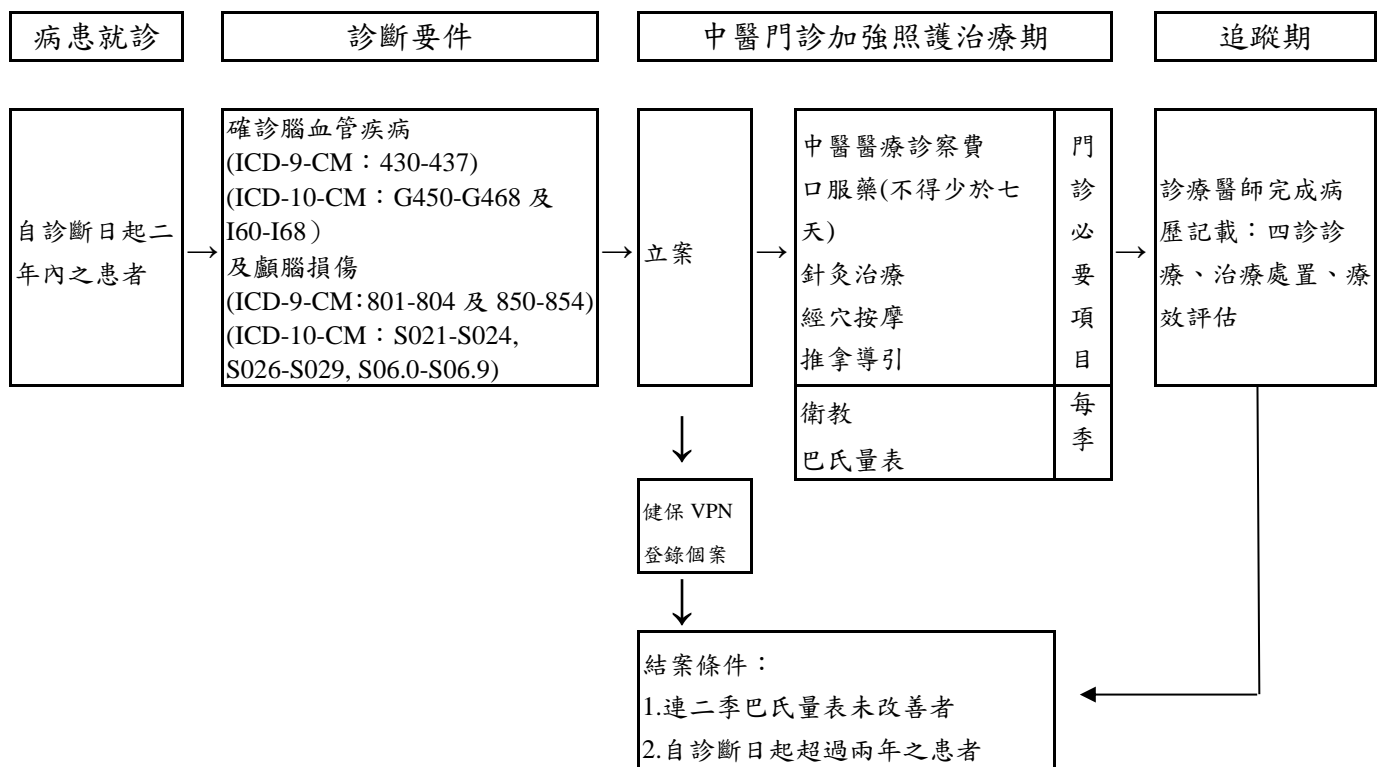 病患就診
診斷要件
中醫門診加強照護治療期
追蹤期
自診斷日起二
年內之患者
→
確診腦血管疾病
(ICD-9-CM：430-437)
(ICD-10-CM：G450-G468 及
I60-I68）
及顱腦損傷
(ICD-9-CM:801-804 及 850-854)
(ICD-10-CM：S021-S024,
S026-S029, S06.0-S06.9)
→
立案
→
中醫醫療診察費
口服藥(不得少於七
天)
針灸治療
經穴按摩
推拿導引
門
診
必
要
項
目
衛教
巴氏量表
每
季
→
診療醫師完成病
歷記載：四診診
療、治療處置、療
效評估
健保 VPN
登錄個案
結案條件：
1.連二季巴氏量表未改善者
2.自診斷日起超過兩年之患者